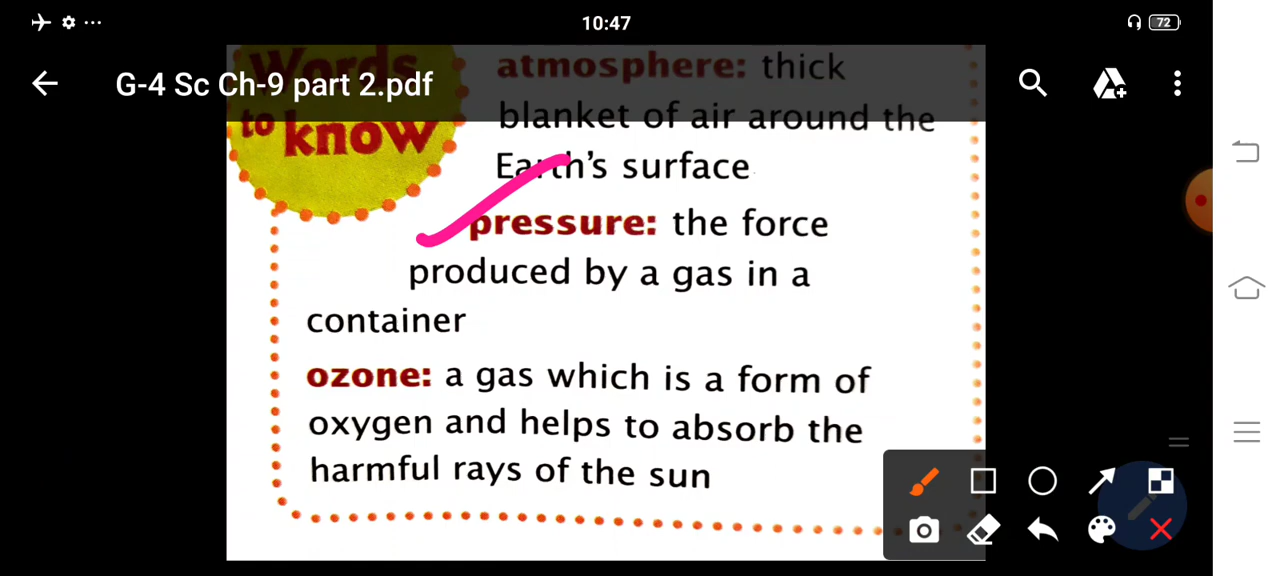 10:47
72
G-4 Sc Ch-9 part 2.pdf
Words
to know
atmosphere: thick
blanket of air around the
Earth's surface
pressure: the force
produced by a gas in a
container
ozone: a gas which is a form of
oxygen and helps to absorb the
harmful rays of the sun